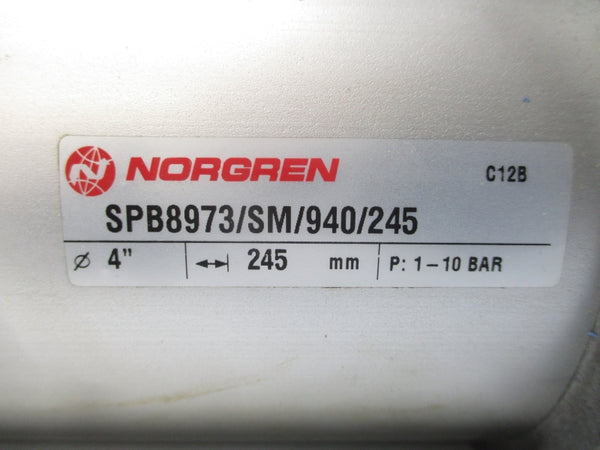 NORGREN C12B
SPB8973/SM/940/245
⌀ 4" 245 mm P: 1-10 BAR